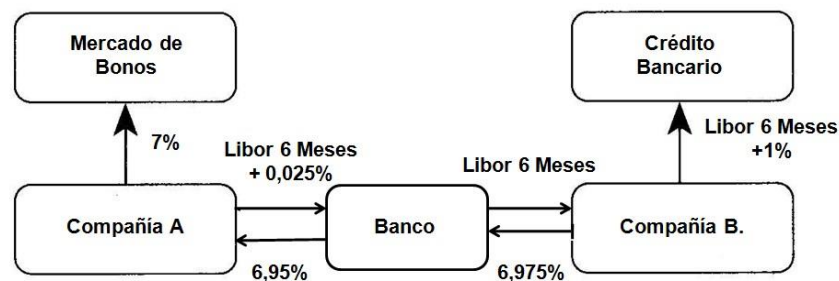 Mercado de
Bonos
Crédito
Bancario
7%
Libor 6 Meses
+1%
Libor 6 Meses
+ 0,025%
Libor 6 Meses
Compañía A
Banco
Compañía B.
6,95%
6,975%